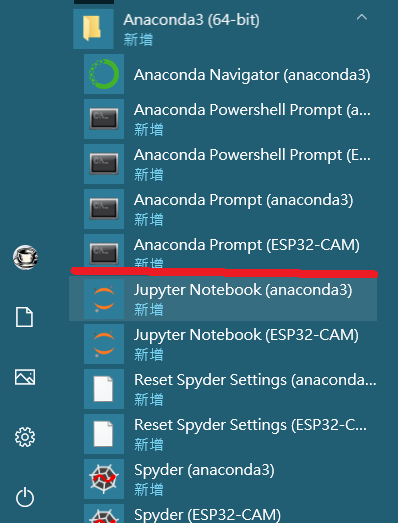 Anaconda3 (64-bit)
新增
Anaconda Navigator (anaconda3)
Anaconda Powershell Prompt (a...
新增
Anaconda Powershell Prompt (E...
新增
Anaconda Prompt (anaconda3)
新增
Anaconda Prompt (ESP32-CAM)
新增
Jupyter Notebook (anaconda3)
新增
Jupyter Notebook (ESP32-CAM)
新增
Reset Spyder Settings (anaconda...
新增
Reset Spyder Settings (ESP32-C...
新增
Spyder (anaconda3)
新增
Spyder (ESP32-CAM)